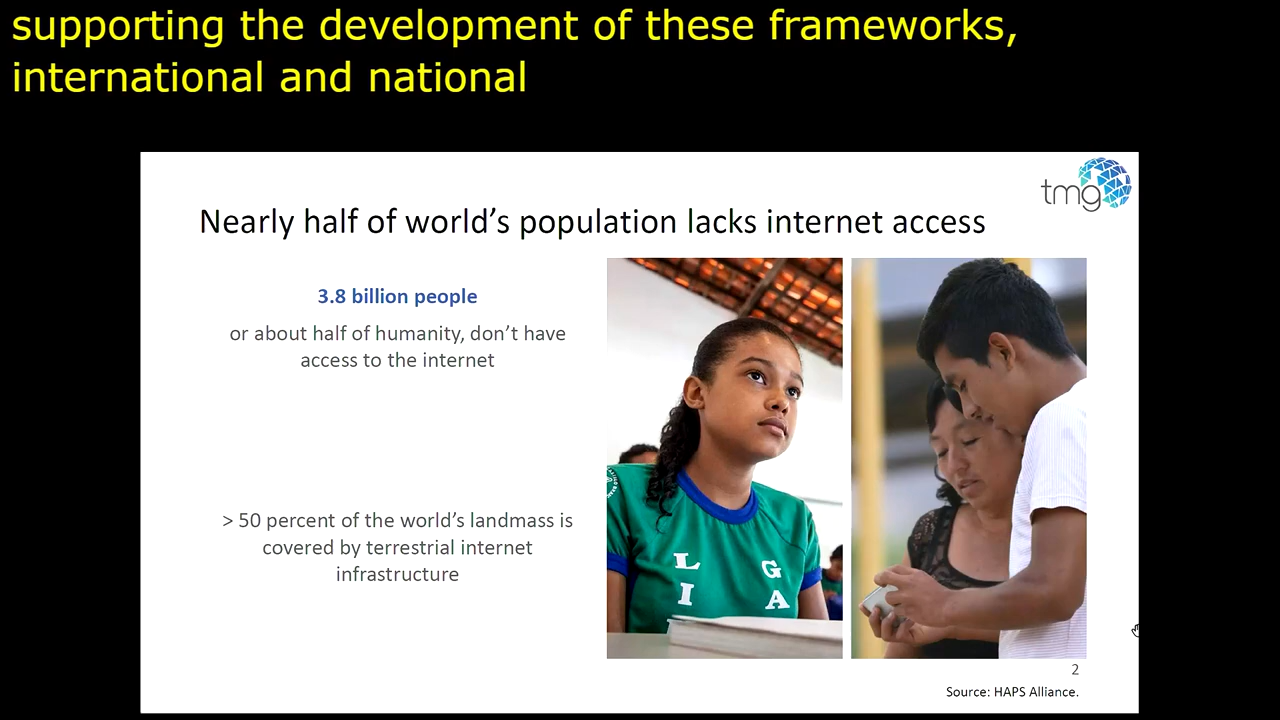 supporting the development of these frameworks,
international and national
tmg
Nearly half of world's population lacks internet access
3.8 billion people
or about half of humanity, don't have
access to the internet
> 50 percent of the world's landmass is
covered by terrestrial internet
infrastructure
L G
I A
2
Source: HAPS Alliance.